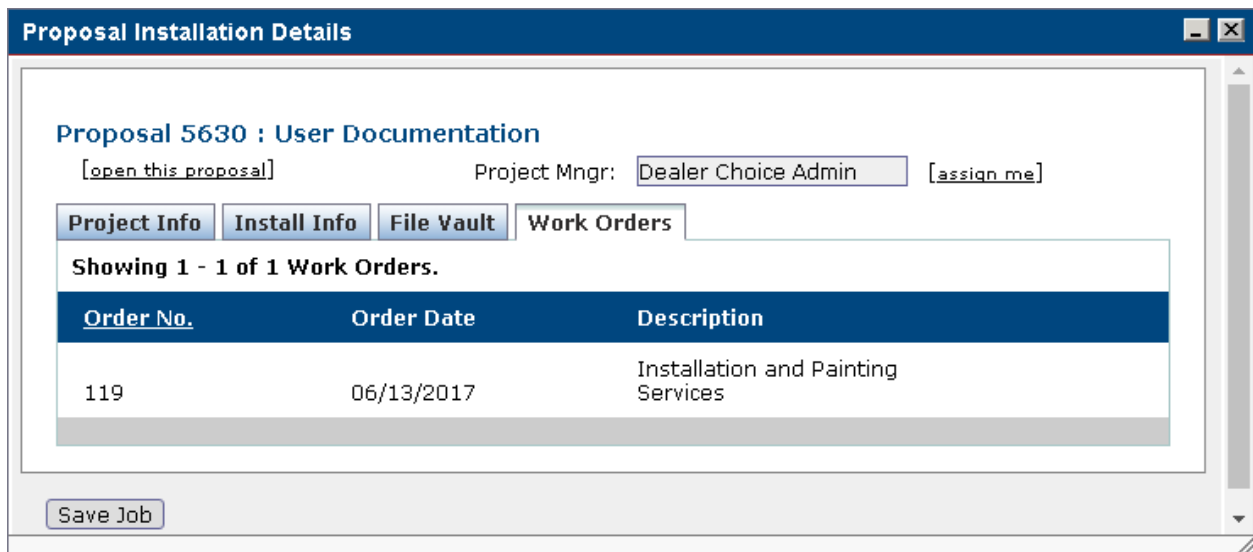 Proposal Installation Details
Proposal 5630 : User Documentation
[open this proposal] Project Mngr: Dealer Choice Admin [assign me]
Project Info Install Info File Vault Work Orders
Showing 1 - 1 of 1 Work Orders.
Order No. Order Date Description
119 06/13/2017 Installation and Painting
Services
Save Job